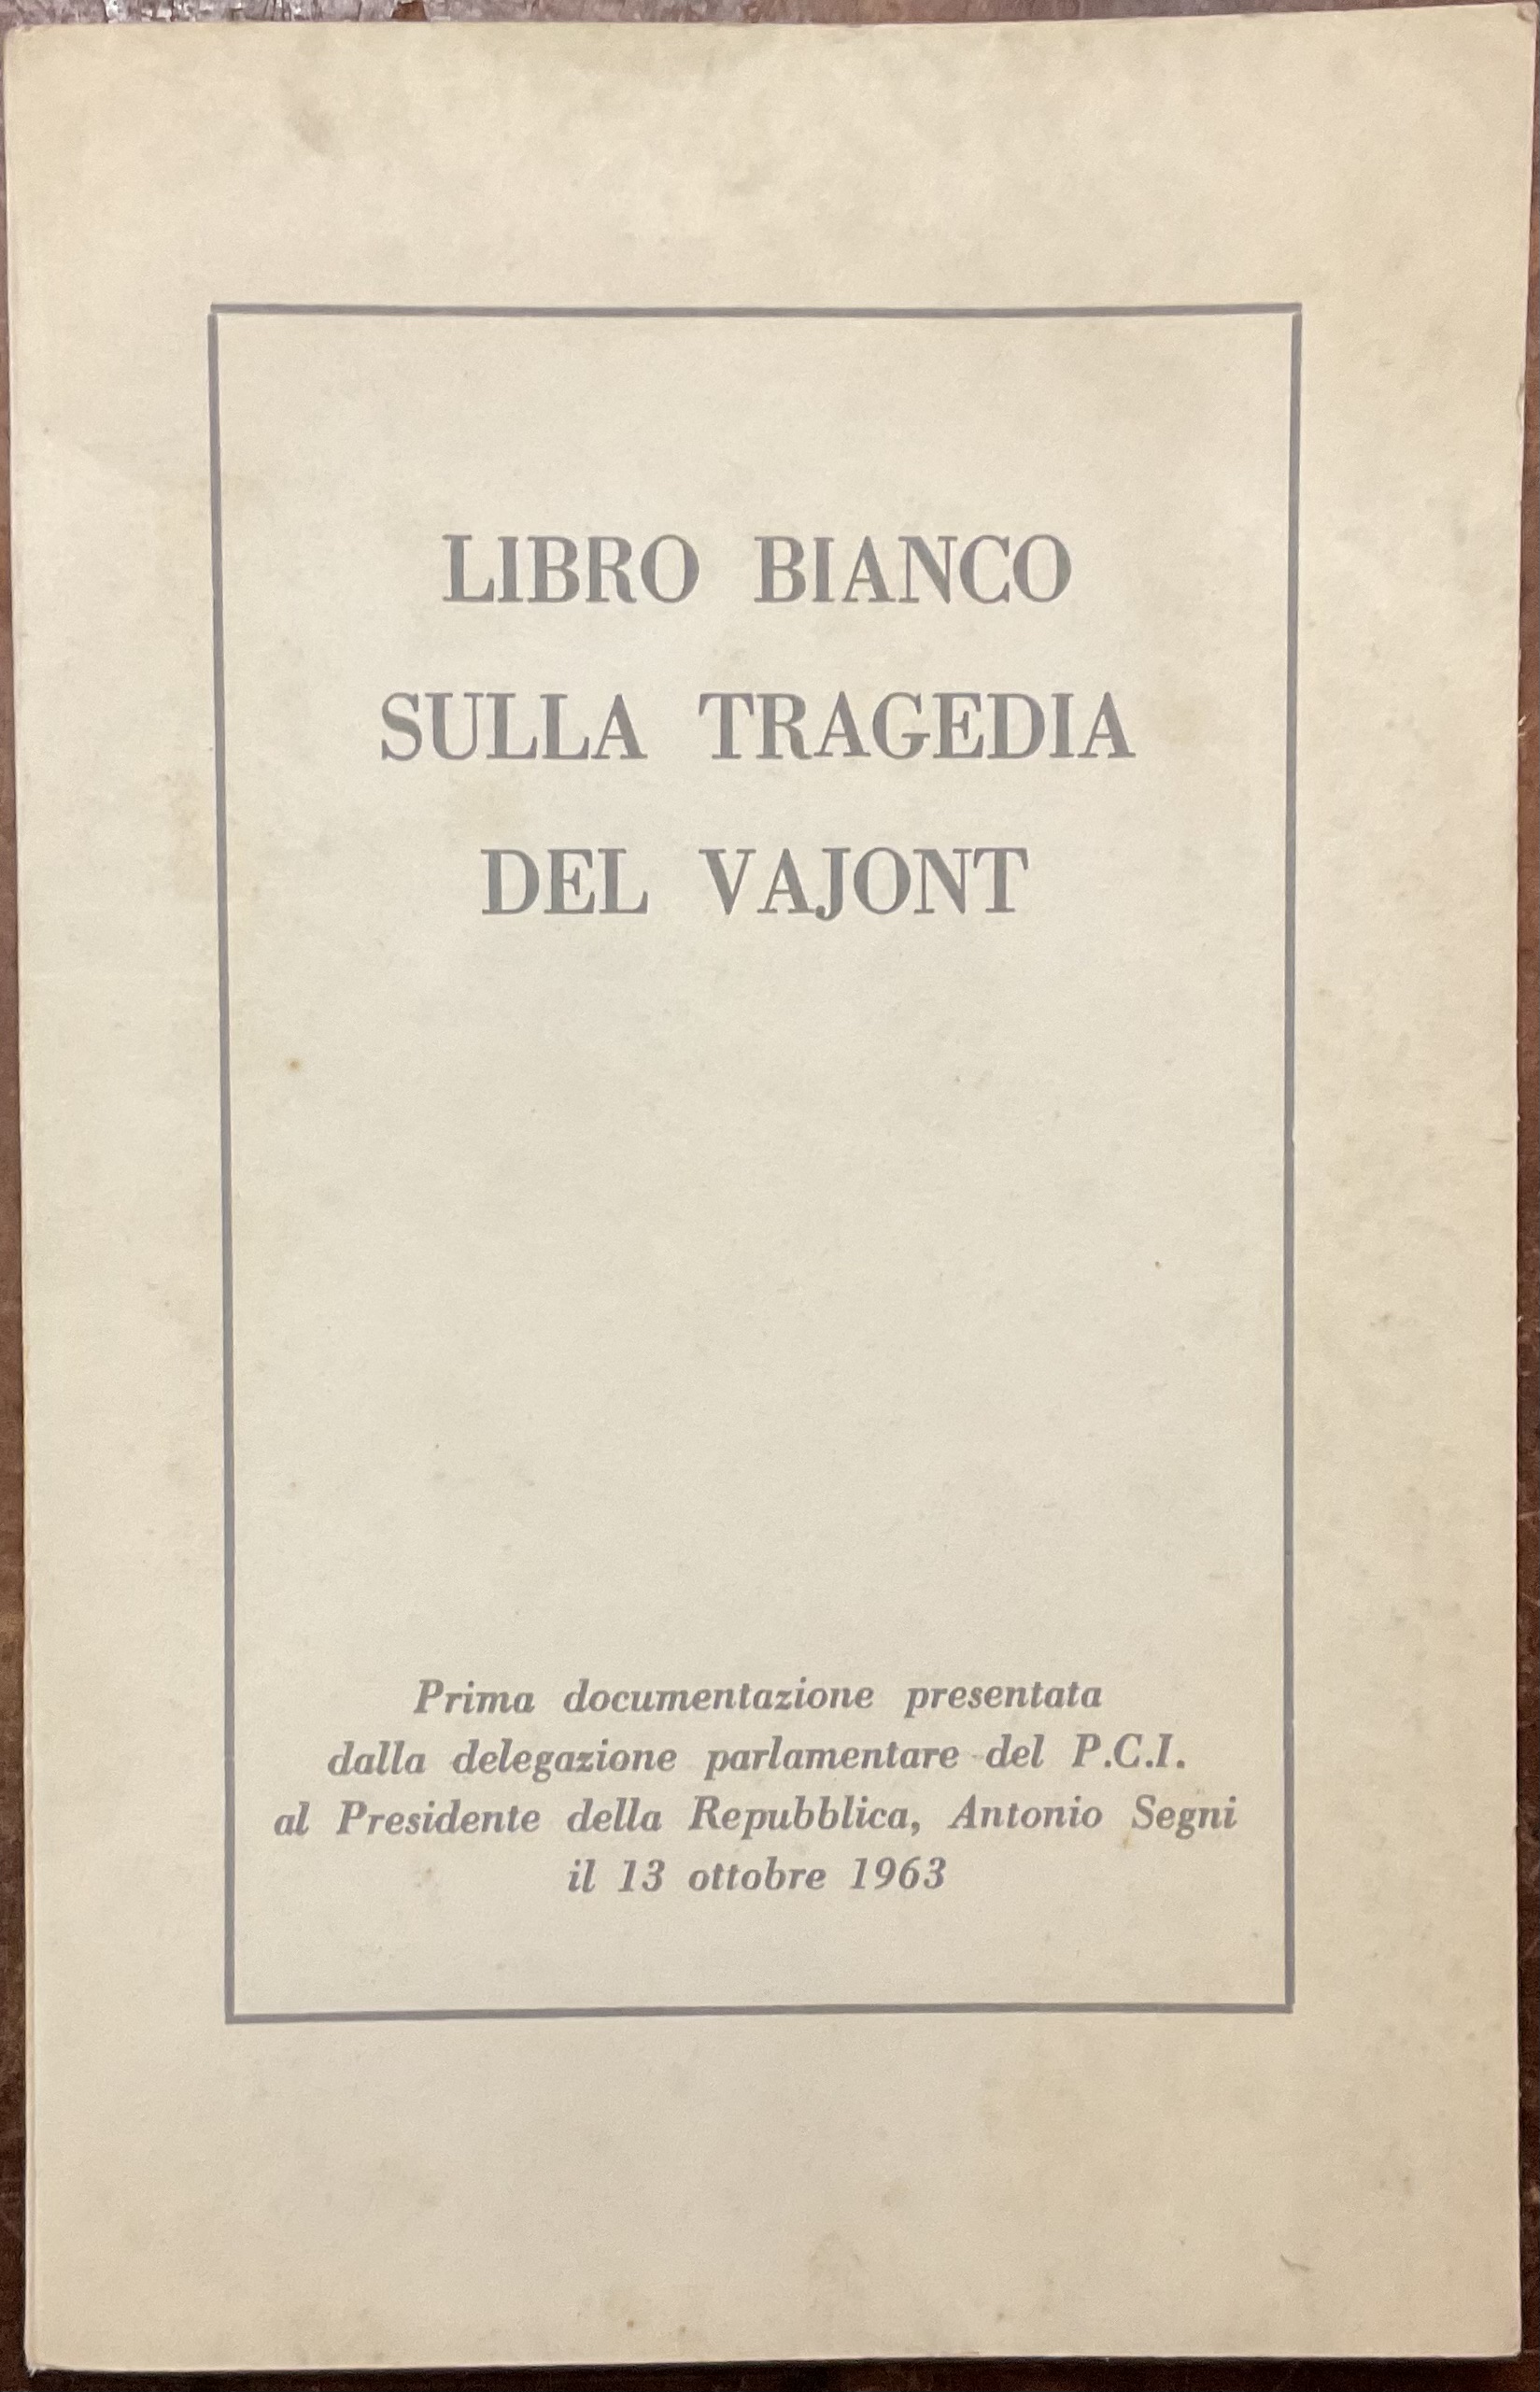 LIBRO BIANCO
SULLA TRAGEDIA
DEL VAJONT
Prima documentazione presentata
dalla delegazione parlamentare del P.C.I.
al Presidente della Repubblica, Antonio Segni
il 13 ottobre 1963